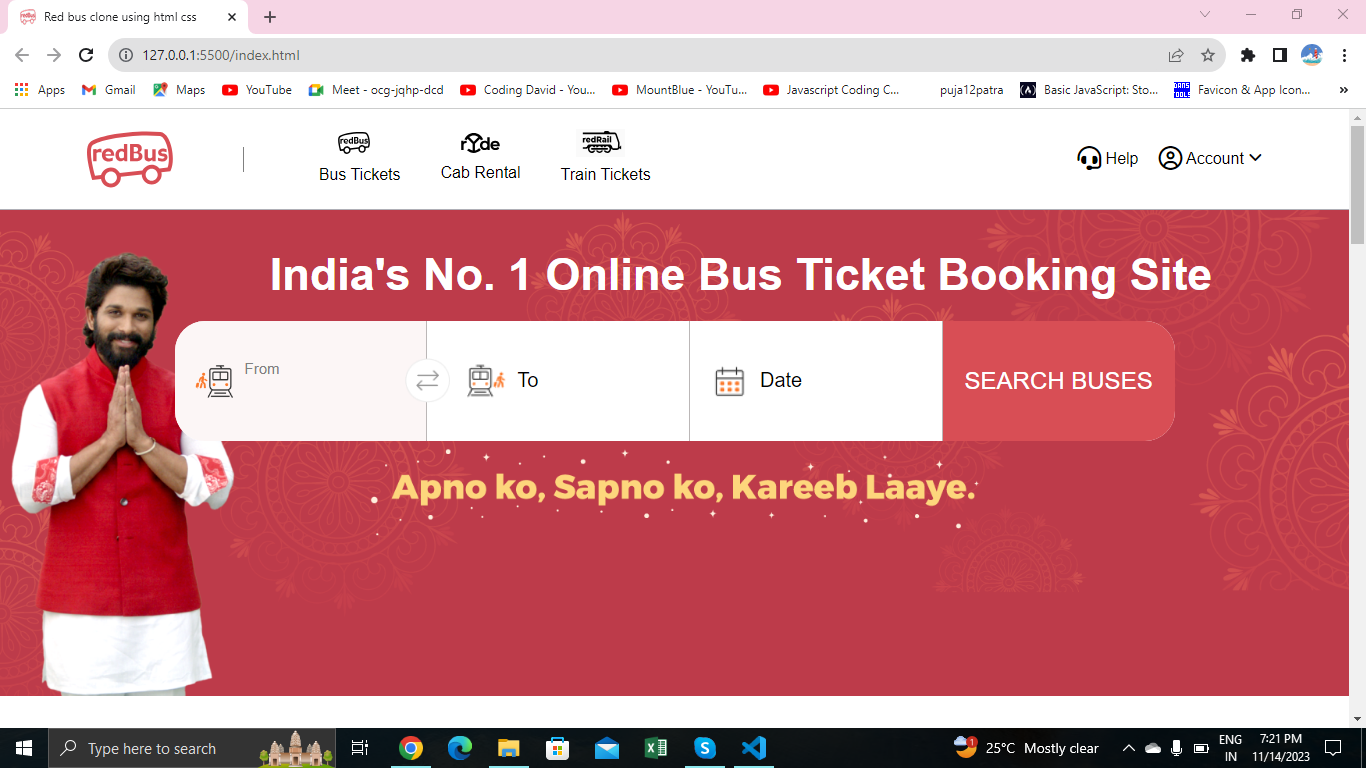 Red bus clone using html css
127.0.0.1:5500/index.html
Apps Gmail Maps YouTube Meet - ocg-jqhp-dcd Coding David - You... MountBlue - YouTu... Javascript Coding C... puja12patra Basic JavaScript: Sto... Favicon & App Icon... »
redBus
redBus ryde redRail
Bus Tickets Cab Rental Train Tickets
Help Account
India's No. 1 Online Bus Ticket Booking Site
From To Date SEARCH BUSES
Apno ko, Sapno ko, Kareeb Laaye.
Type here to search
1 25°C Mostly clear
ENG 7:21 PM
IN 11/14/2023